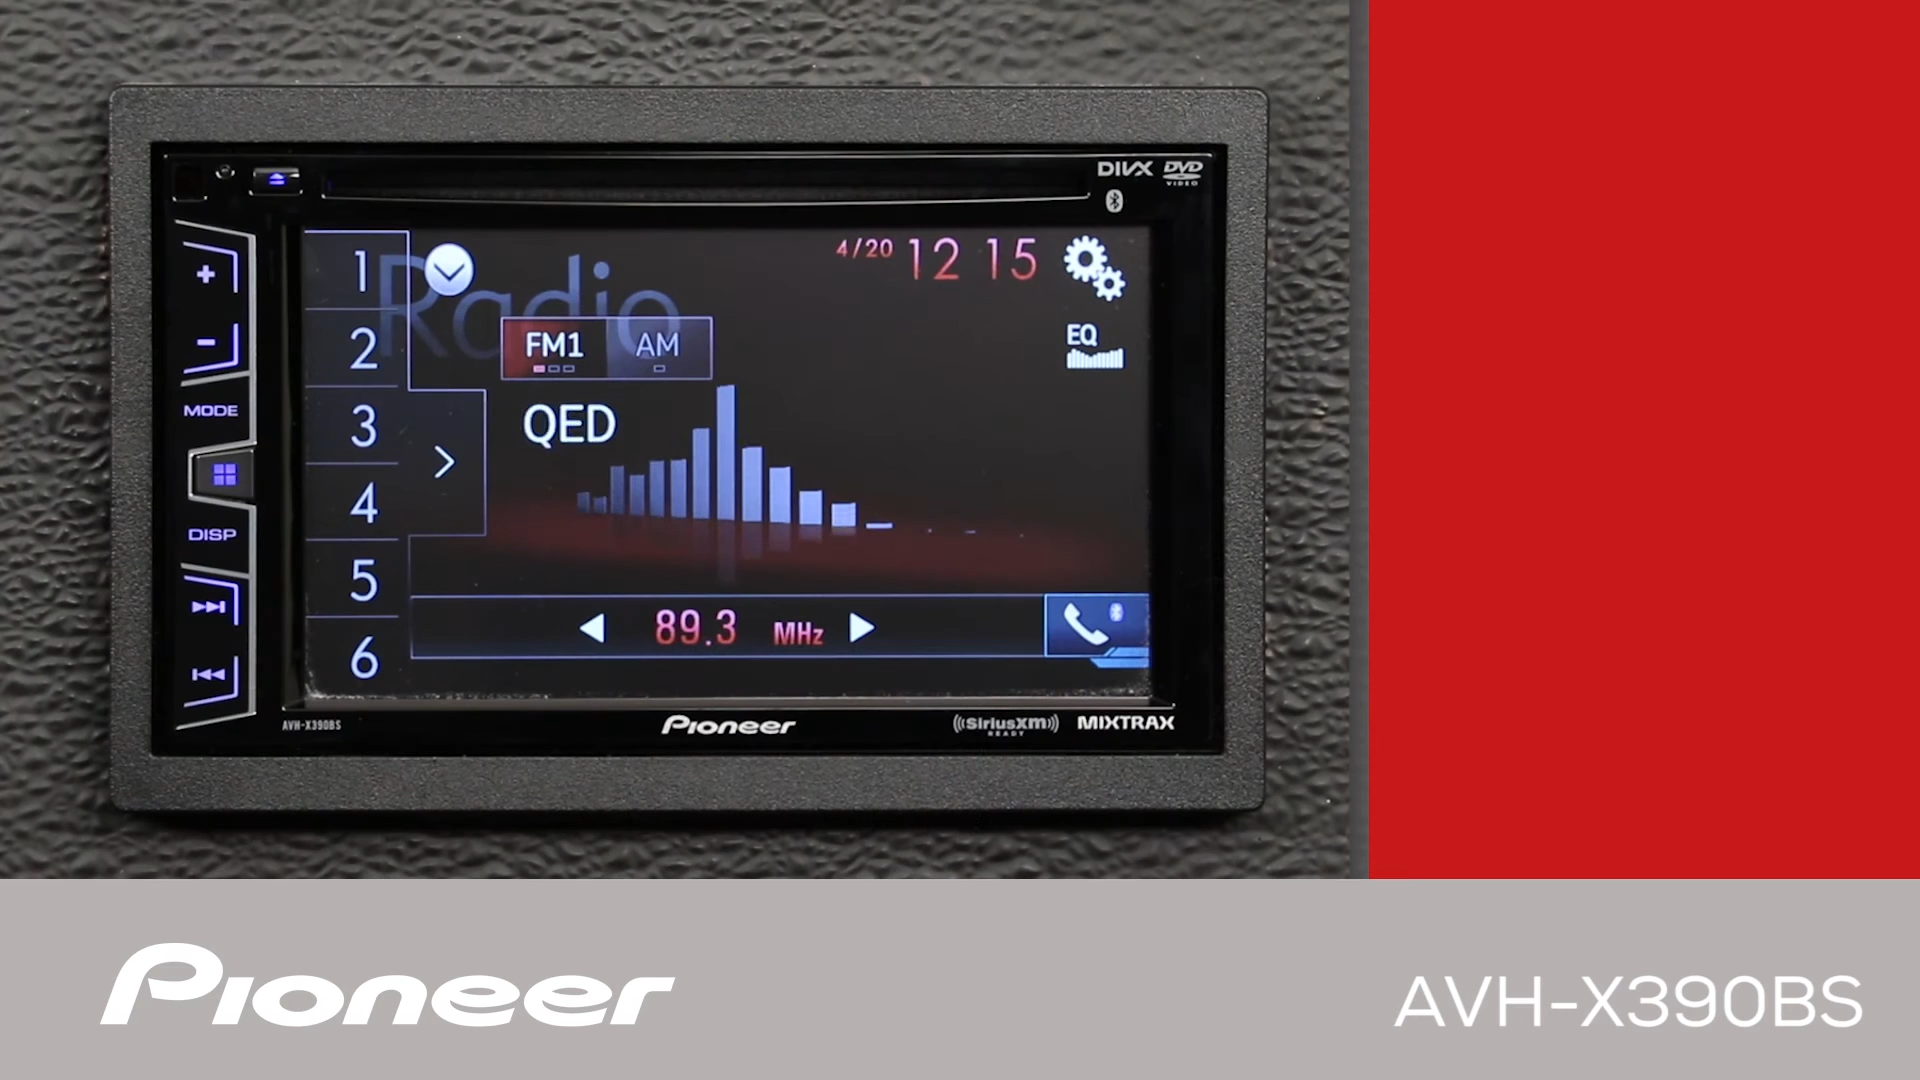 DIVX DVD
VIDEO
Radio
4/20 12 15
1
2
3
4
5
6
FM1 AM
EQ
QED
+
-
MODE
DISP
89.3 MHz
AVH-X390BS
Pioneer
((SiriusXM))
READY
MIXTRAX
Pioneer
AVH-X390BS